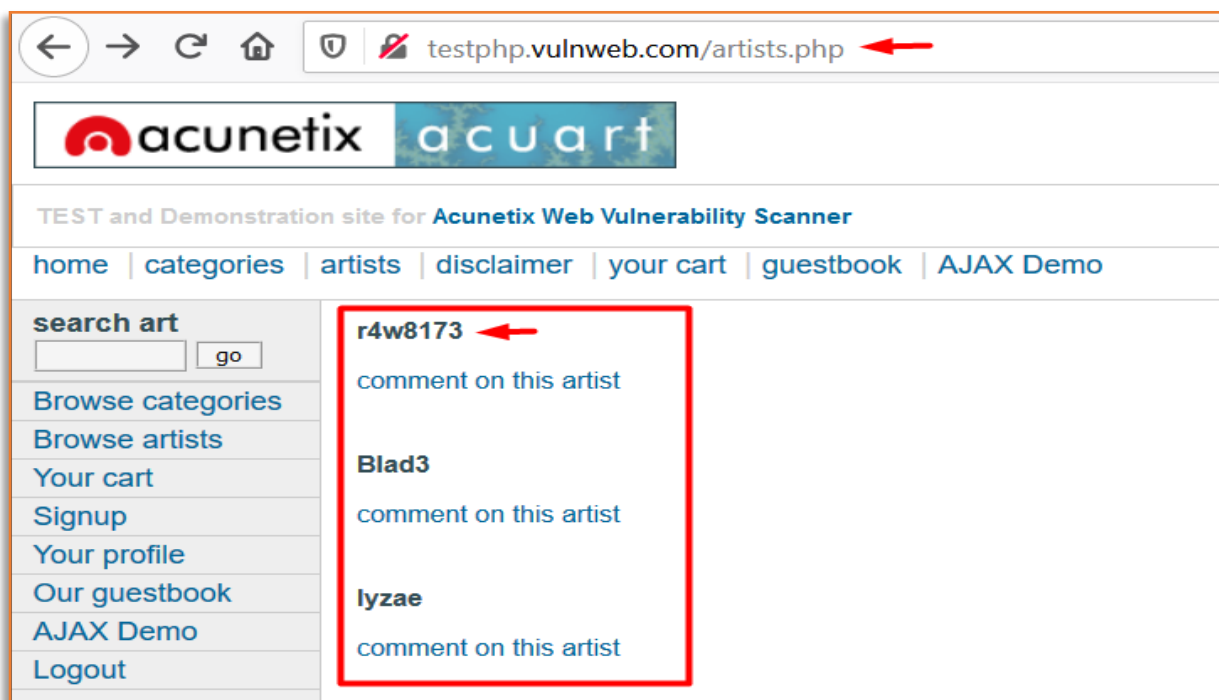 testphp.vulnweb.com/artists.php
acunetix acuart
TEST and Demonstration site for Acunetix Web Vulnerability Scanner
home | categories | artists | disclaimer | your cart | guestbook | AJAX Demo
search art
go
Browse categories
Browse artists
Your cart
Signup
Your profile
Our guestbook
AJAX Demo
Logout
r4w8173
comment on this artist
Blad3
comment on this artist
lyzae
comment on this artist